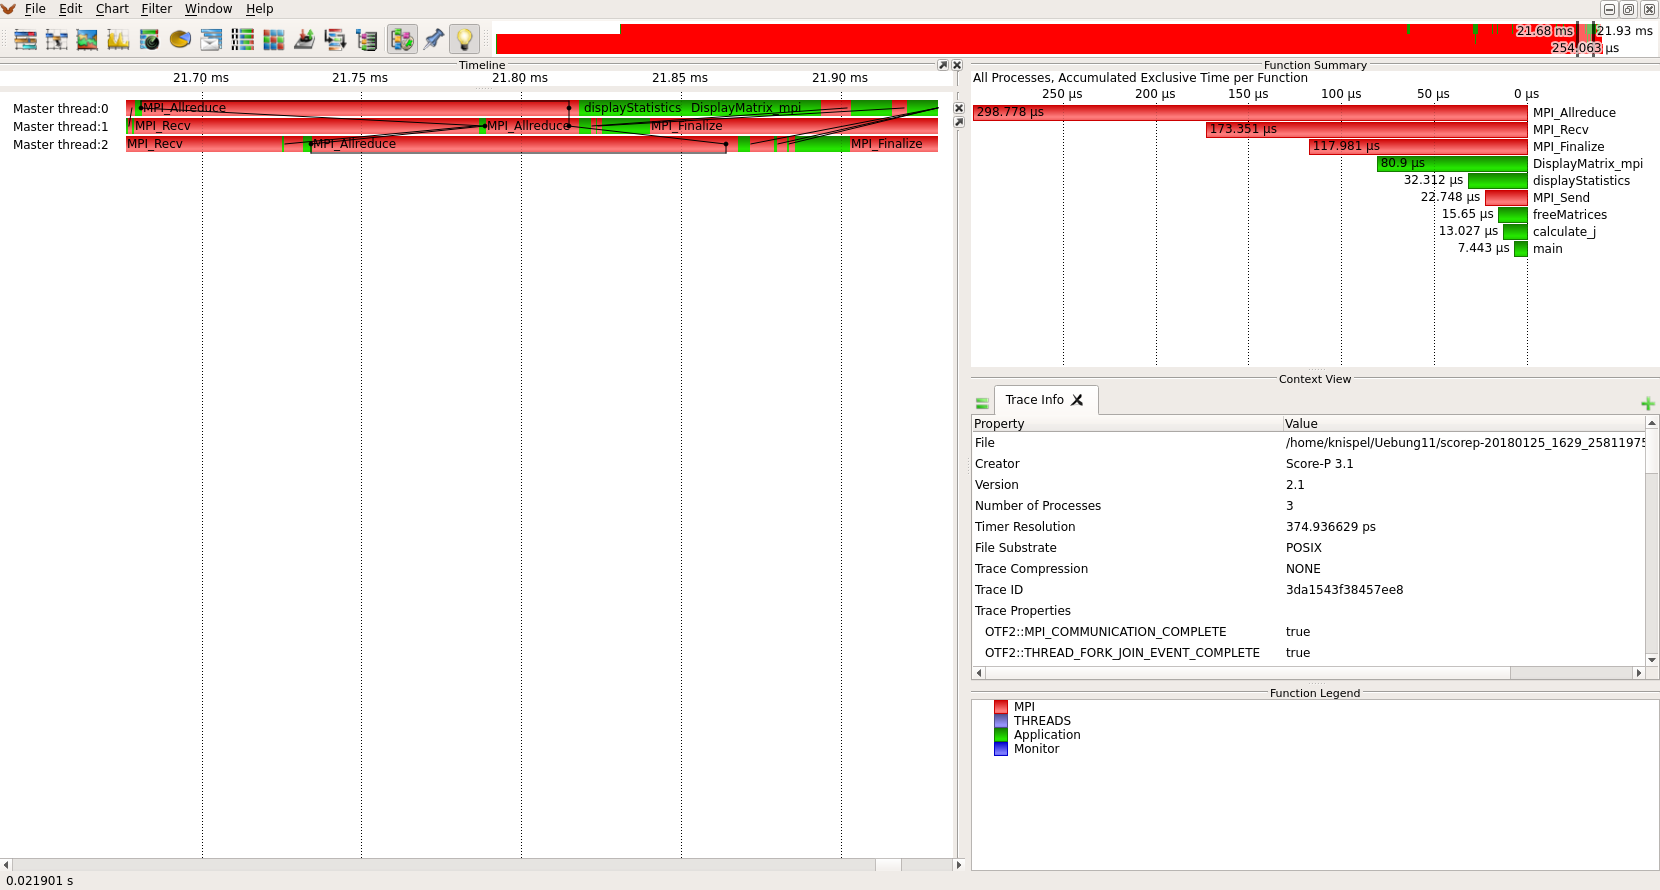 File Edit Chart Filter Window Help
21.68 ms 21.93 ms
254.063 µs
Timeline
21.70 ms 21.75 ms 21.80 ms 21.85 ms 21.90 ms
Master thread:0 MPI_Allreduce displayStatistics DisplayMatrix_mpi
Master thread:1 MPI_Recv MPI_Allreduce MPI_Finalize
Master thread:2 MPI_Recv MPI_Allreduce MPI_Finalize
Function Summary
All Processes, Accumulated Exclusive Time per Function
250 µs 200 µs 150 µs 100 µs 50 µs 0 µs
298.778 µs MPI_Allreduce
173.351 µs MPI_Recv
117.981 µs MPI_Finalize
80.9 µs DisplayMatrix_mpi
32.312 µs displayStatistics
22.748 µs MPI_Send
15.65 µs freeMatrices
13.027 µs calculate_j
7.443 µs main
Context View
Trace Info
Property Value
File /home/knispel/Uebung11/scorep-20180125_1629_25811975
Creator Score-P 3.1
Version 2.1
Number of Processes 3
Timer Resolution 374.936629 ps
File Substrate POSIX
Trace Compression NONE
Trace ID 3da1543f38457ee8
Trace Properties
OTF2::MPI_COMMUNICATION_COMPLETE true
OTF2::THREAD_FORK_JOIN_EVENT_COMPLETE true
Function Legend
MPI
THREADS
Application
Monitor
0.021901 s